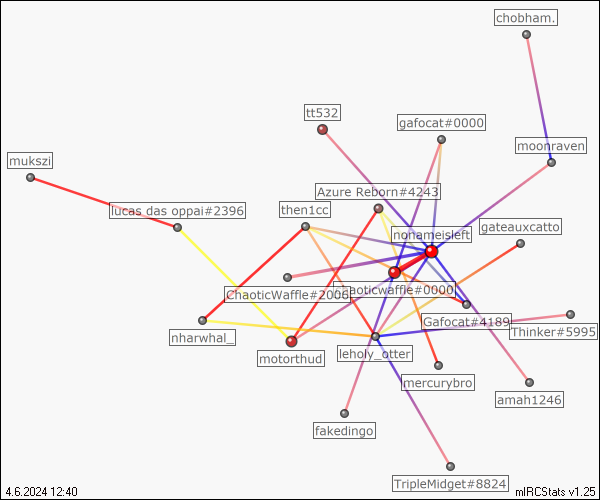 chobham.
tt532
gafocat#0000
moonraven
mukszi
Azure Reborn#4243
lucas das oppai#2396
then1cc
gateauxcatto
nonameisleft
ChaoticWaffle#2006
chaoticwaffle#0000
Gafocat#4189
Thinker#5995
nharwhal_
motorthud
leholy_otter
mercurybro
amah1246
fakedingo
TripleMidget#8824
4.6.2024 12:40
mIRCStats v1.25